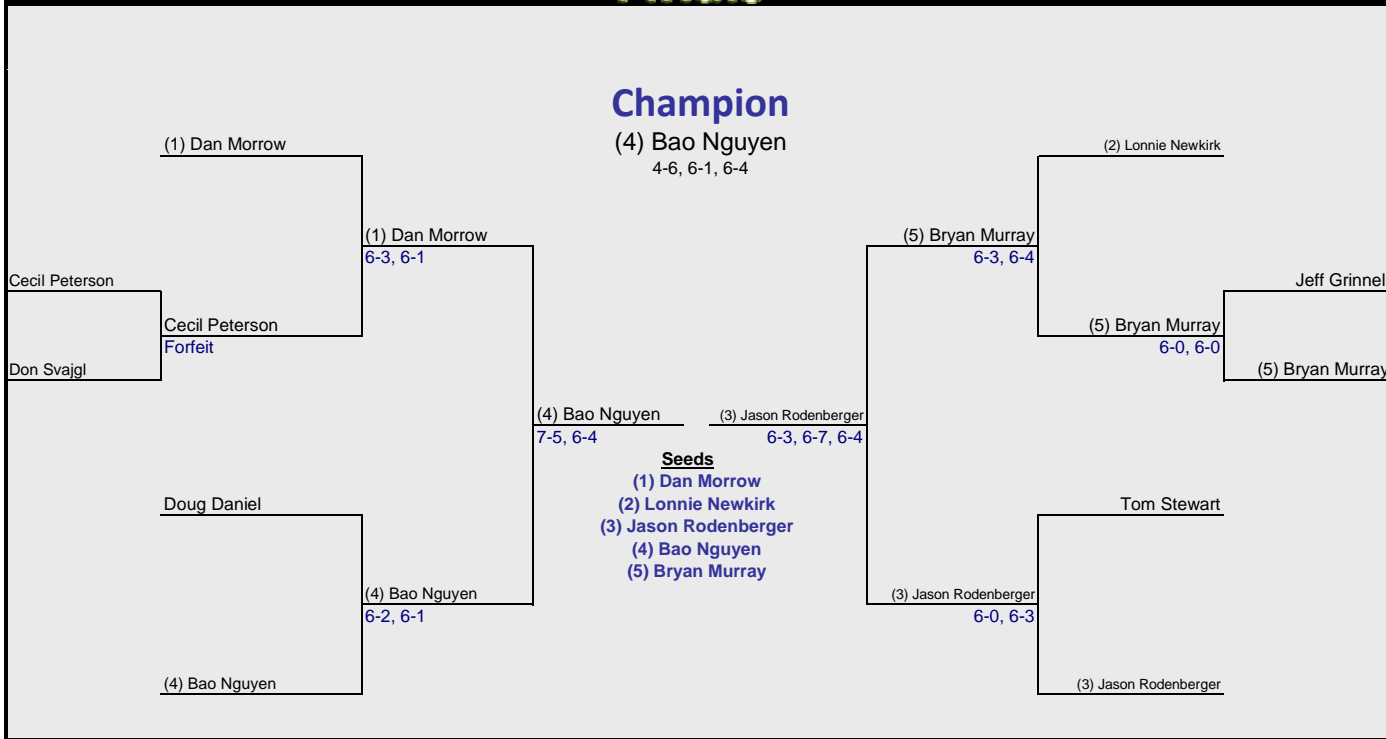 Champion
(4) Bao Nguyen
4-6, 6-1, 6-4
(1) Dan Morrow
(2) Lonnie Newkirk
(1) Dan Morrow
6-3, 6-1
(5) Bryan Murray
6-3, 6-4
Cecil Peterson
Jeff Grinnel
Cecil Peterson
Forfeit
(5) Bryan Murray
6-0, 6-0
Don Svajgl
(5) Bryan Murray
(4) Bao Nguyen
7-5, 6-4
(3) Jason Rodenberger
6-3, 6-7, 6-4
Seeds
(1) Dan Morrow
(2) Lonnie Newkirk
(3) Jason Rodenberger
(4) Bao Nguyen
(5) Bryan Murray
Doug Daniel
Tom Stewart
(4) Bao Nguyen
6-2, 6-1
(3) Jason Rodenberger
6-0, 6-3
(4) Bao Nguyen
(3) Jason Rodenberger